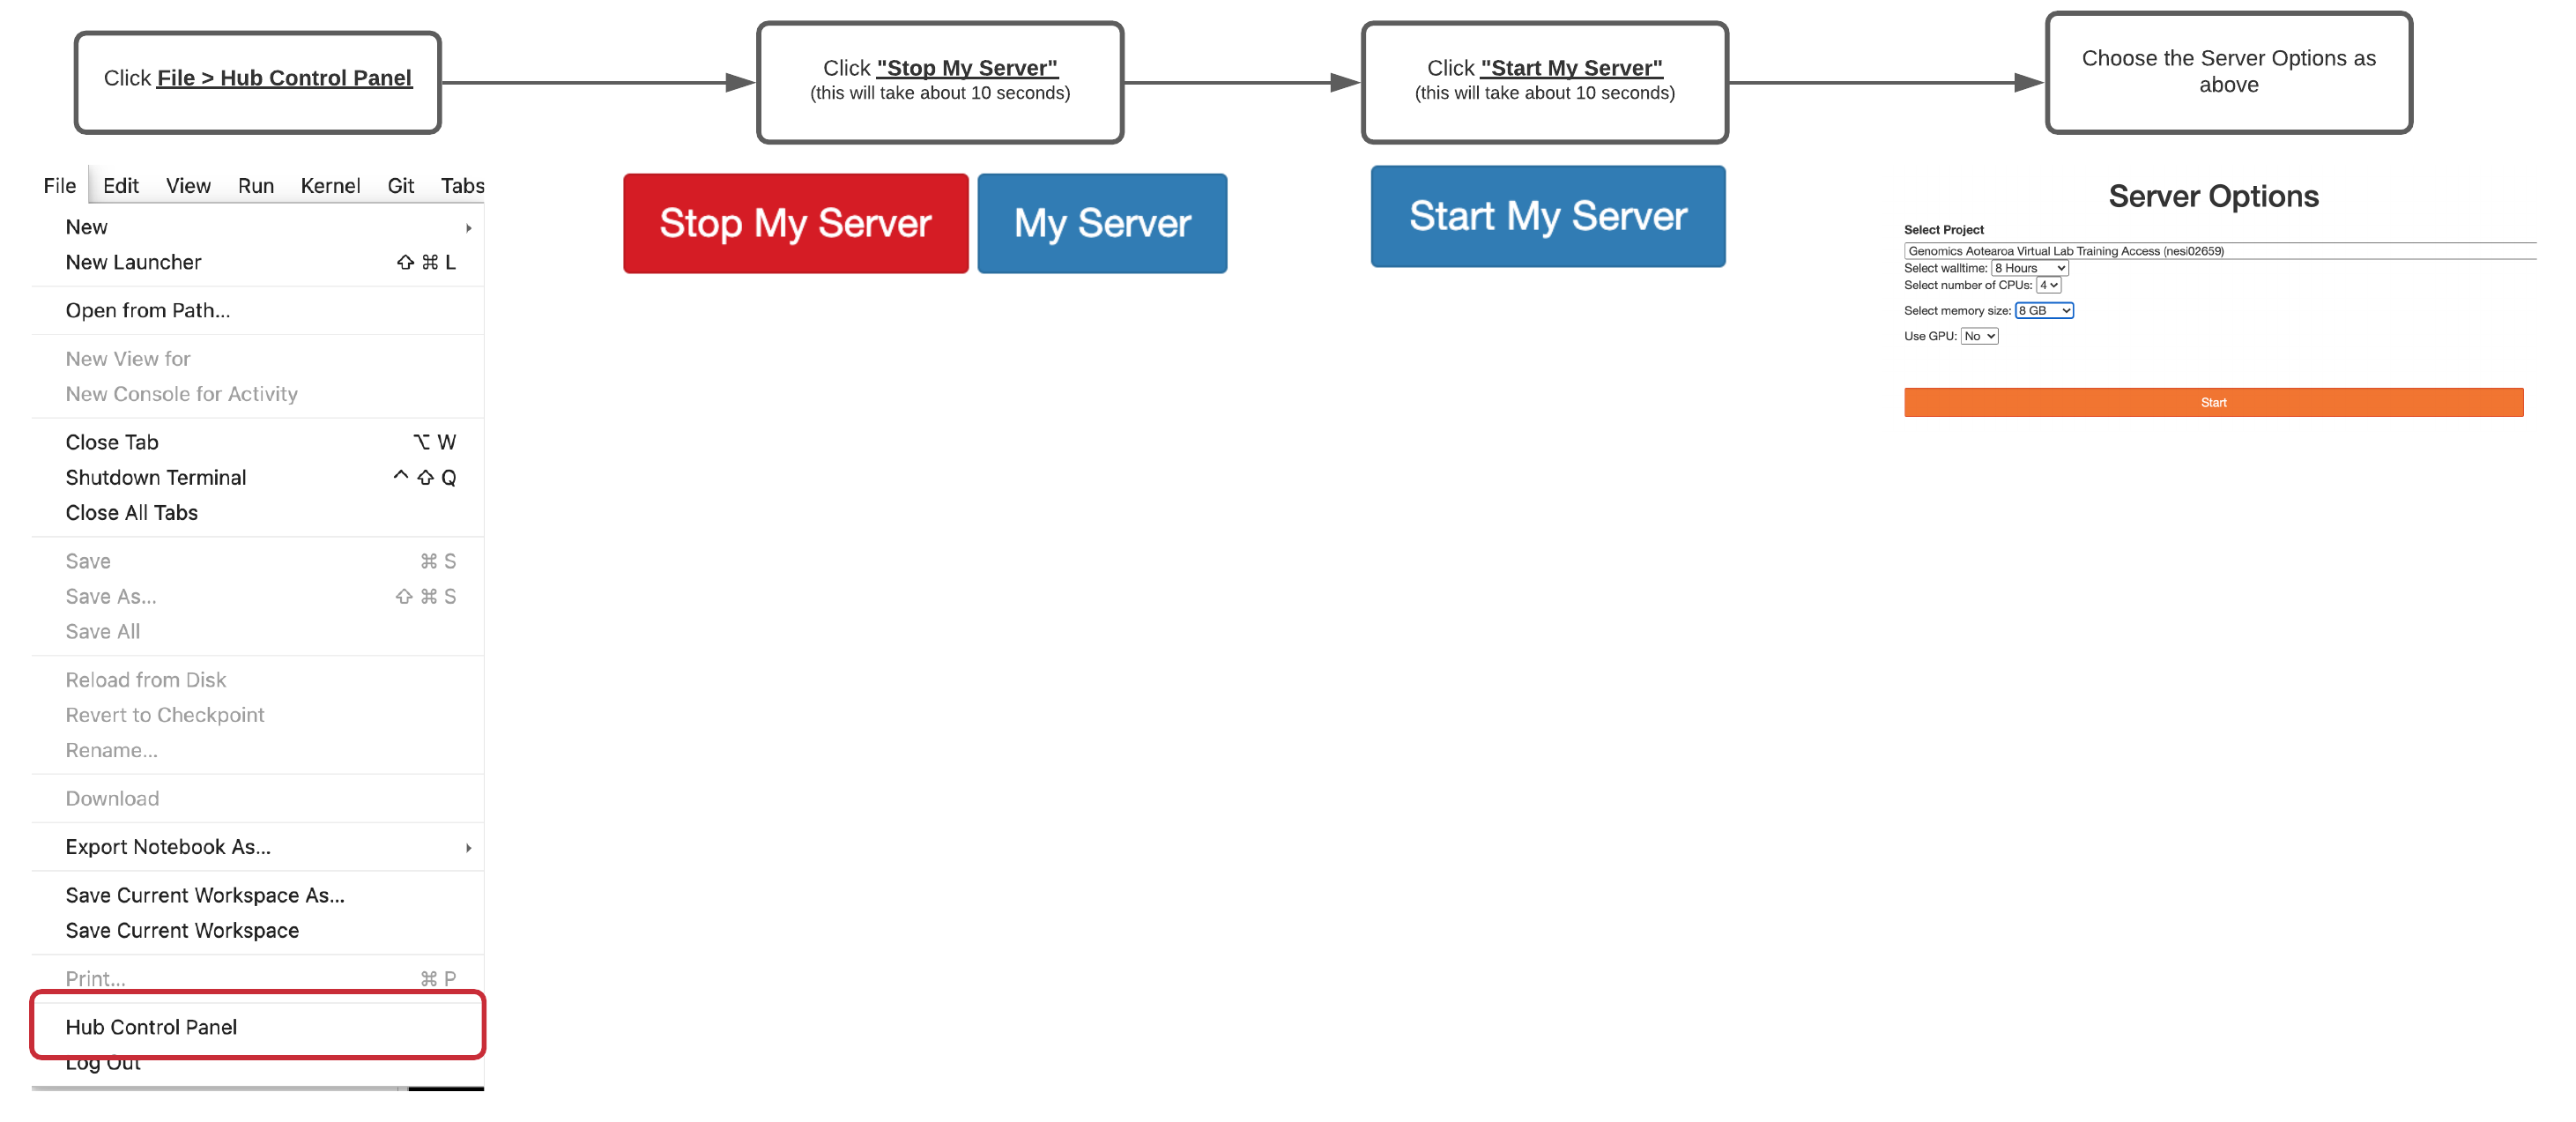 Click File > Hub Control Panel
Click "Stop My Server"
(this will take about 10 seconds)
Click "Start My Server"
(this will take about 10 seconds)
Choose the Server Options as
above
File Edit View Run Kernel Git Tabs
New
New Launcher ⇧ ⌘ L
Open from Path...
New View for
New Console for Activity
Close Tab ⌥ W
Shutdown Terminal ^ ⇧ Q
Close All Tabs
Save ⌘ S
Save As... ⇧ ⌘ S
Save All
Reload from Disk
Revert to Checkpoint
Rename...
Download
Export Notebook As...
Save Current Workspace As...
Save Current Workspace
Print... ⌘ P
Hub Control Panel
Log Out
Stop My Server
My Server
Start My Server
Server Options
Select Project
Genomics Aotearoa Virtual Lab Training Access (nesi02659)
Select walltime: 8 Hours
Select number of CPUs: 4
Select memory size: 8 GB
Use GPU: No
Start